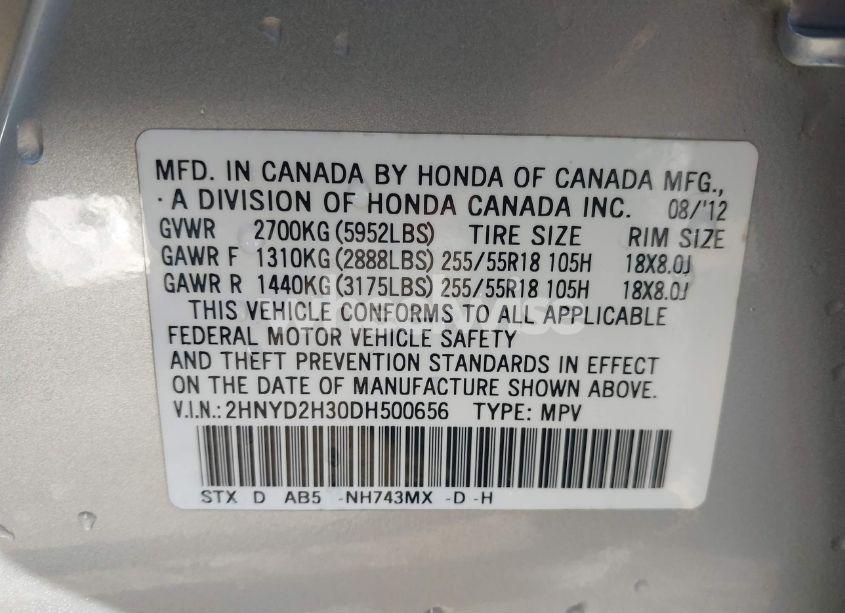 MFD. IN CANADA BY HONDA OF CANADA MFG.,
· A DIVISION OF HONDA CANADA INC. 08/'12
GVWR 2700KG (5952LBS) TIRE SIZE RIM SIZE
GAWR F 1310KG (2888LBS) 255/55R18 105H 18X8.0J
GAWR R 1440KG (3175LBS) 255/55R18 105H 18X8.0J
THIS VEHICLE CONFORMS TO ALL APPLICABLE
FEDERAL MOTOR VEHICLE SAFETY
AND THEFT PREVENTION STANDARDS IN EFFECT
ON THE DATE OF MANUFACTURE SHOWN ABOVE.
V.I.N.: 2HNYD2H30DH500656 TYPE: MPV
STX D AB5 -NH743MX -D -H